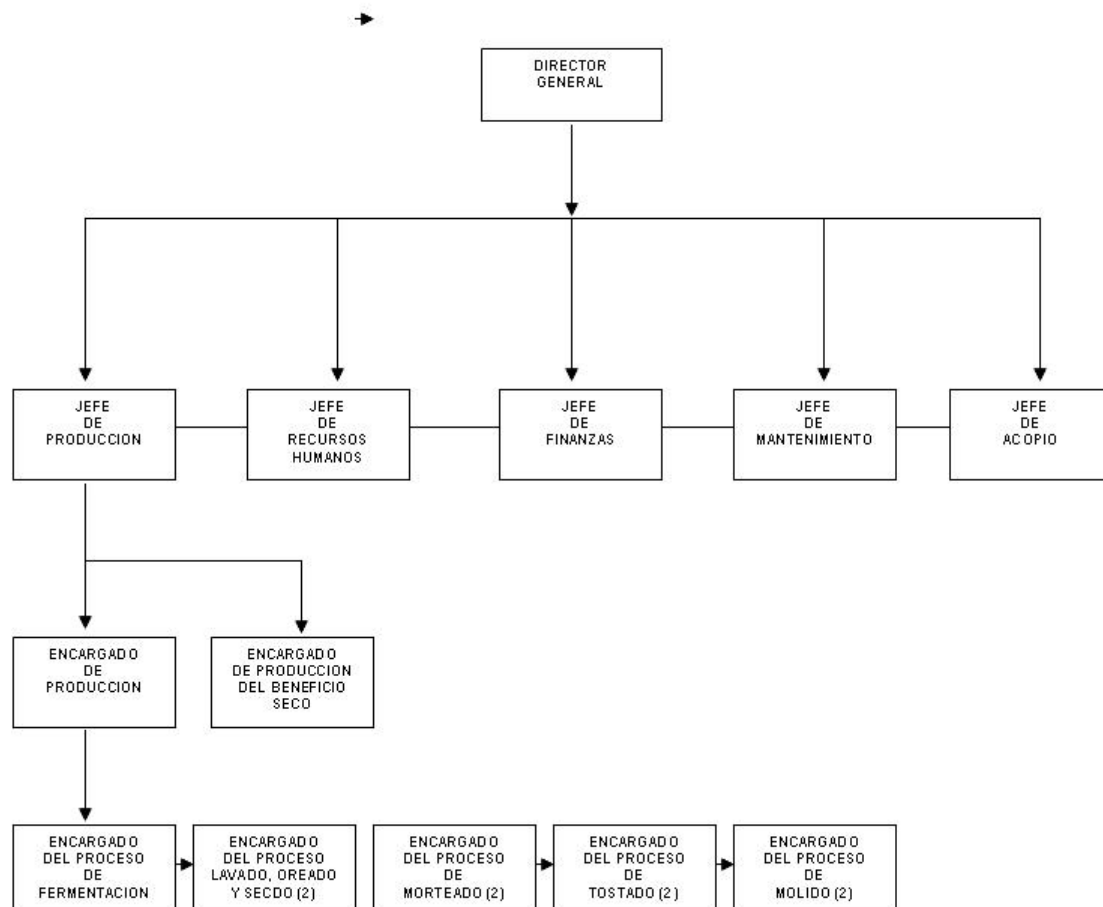 DIRECTOR
GENERAL
JEFE
DE
PRODUCCION
JEFE
DE
RECURSOS
HUMANOS
JEFE
DE
FINANZAS
JEFE
DE
MANTENIMIENTO
JEFE
DE
ACOPIO
ENCARGADO
DE
PRODUCCION
ENCARGADO
DE PRODUCCION
DEL BENEFICIO
SECO
ENCARGADO
DEL PROCESO
DE
FERMENTACION
ENCARGADO
DEL PROCESO
LAVADO, OREADO
Y SECDO (2)
ENCARGADO
DEL PROCESO
DE
MORTEADO (2)
ENCARGADO
DEL PROCESO
DE
TOSTADO (2)
ENCARGADO
DEL PROCESO
DE
MOLIDO (2)